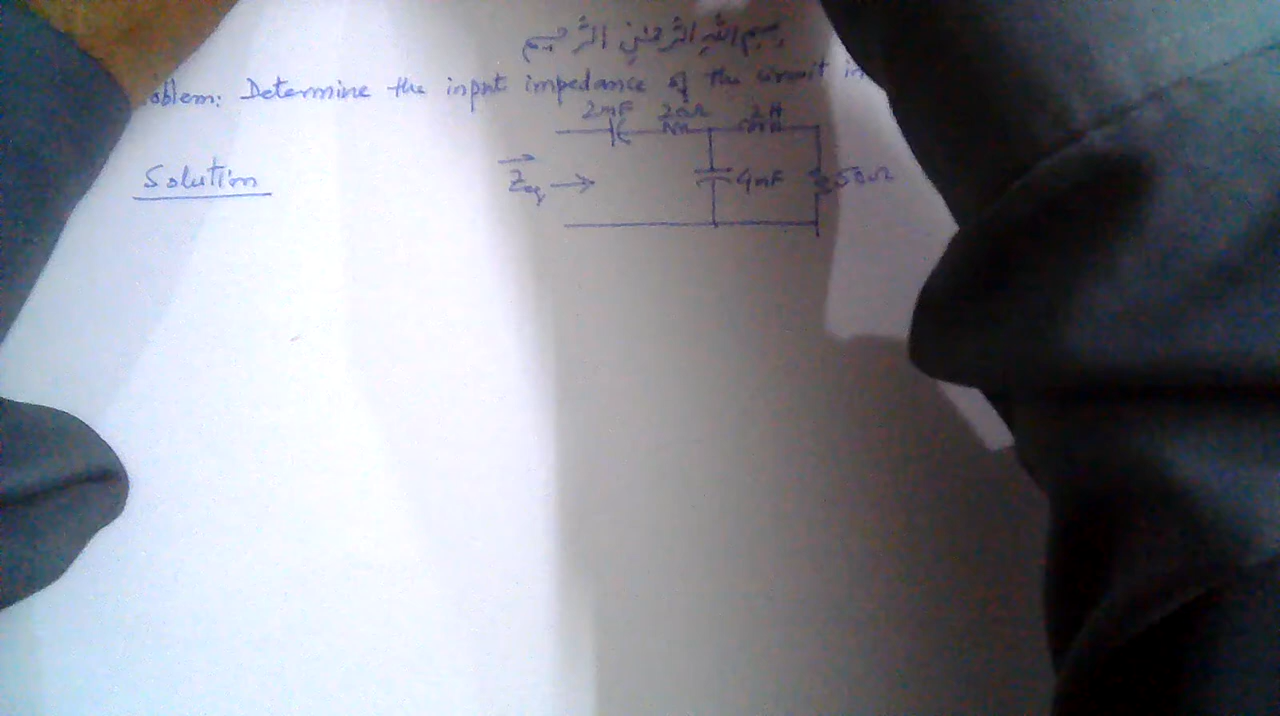 بسم الله الرحمن الرحيم
oblem: Determine the input impedance of the circuit in
2mF 20Ω 2H
Solution
Zeq 4mF 50Ω